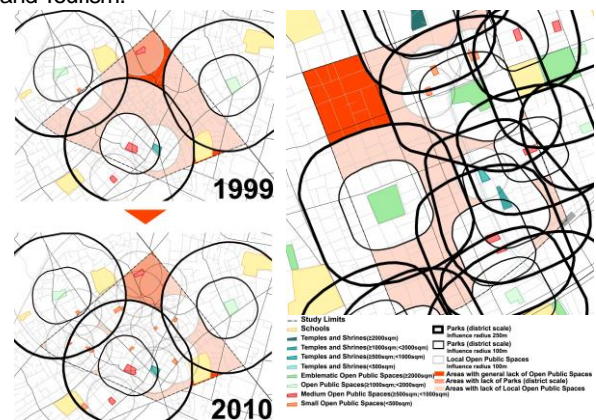 and Tourism.
1999
2010
Study Limits
Schools
Temples and Shrines(≥2000sqm)
Temples and Shrines(≥1000sqm;<2000sqm)
Temples and Shrines(≥500sqm;<1000sqm)
Temples and Shrines(<500sqm)
Emblematic Open Public Spaces(≥2000sqm)
Open Public Spaces(≥1000sqm;<2000sqm)
Medium Open Public Spaces(≥500sqm;<1000sqm)
Small Open Public Spaces(<500sqm)
Parks (district scale)
Influence radius 250m
Parks (district scale)
Influence radius 100m
Local Open Public Spaces
Influence radius 100m
Areas with general lack of Open Public Spaces
Areas with lack of Parks (district scale)
Areas with lack of Local Open Public Spaces